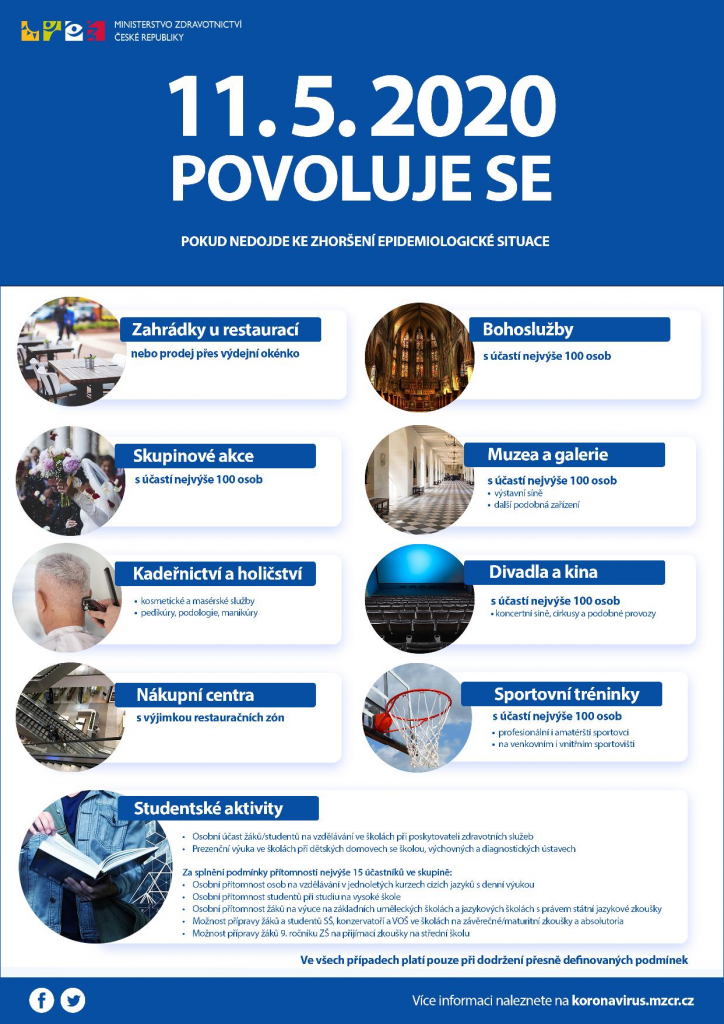 MINISTERSTVO ZDRAVOTNICTVÍ
ČESKÉ REPUBLIKY
11. 5. 2020
POVOLUJE SE
POKUD NEDOJDE KE ZHORŠENÍ EPIDEMIOLOGICKÉ SITUACE
Zahrádky u restaurací
nebo prodej přes výdejní okénko
Bohoslužby
s účastí nejvýše 100 osob
Skupinové akce
s účastí nejvýše 100 osob
Muzea a galerie
s účastí nejvýše 100 osob
• výstavní síně
• další podobná zařízení
Kadeřnictví a holičství
• kosmetické a masérské služby
• pedikúry, podologie, manikúry
Divadla a kina
s účastí nejvýše 100 osob
• koncertní síně, cirkusy a podobné provozy
Nákupní centra
s výjimkou restauračních zón
Sportovní tréninky
s účastí nejvýše 100 osob
• profesionální i amatérští sportovci
• na venkovním i vnitřním sportovišti
Studentské aktivity
• Osobní účast žáků/studentů na vzdělávání ve školách při poskytovateli zdravotních služeb
• Prezenční výuka ve školách při dětských domovech se školou, výchovných a diagnostických ústavech
Za splnění podmínky přítomnosti nejvýše 15 účastníků ve skupině:
• Osobní přítomnost osob na vzdělávání v jednoletých kurzech cizích jazyků s denní výukou
• Osobní přítomnost studentů při studiu na vysoké škole
• Osobní přítomnost žáků na výuce na základních uměleckých školách a jazykových školách s právem státní jazykové zkoušky
• Možnost přípravy žáků a studentů SŠ, konzervatoří a VOŠ ve školách na závěrečné/maturitní zkoušky a absolutoria
• Možnost přípravy žáků 9. ročníku ZŠ na přijímací zkoušky na střední školu
Ve všech případech platí pouze při dodržení přesně definovaných podmínek
Více informací naleznete na koronavirus.mzcr.cz